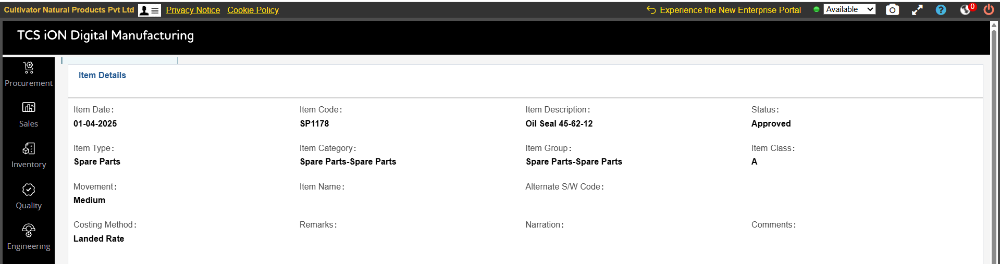 Cultivator Natural Products Pvt Ltd Privacy Notice Cookie Policy Experience the New Enterprise Portal Available 0
TCS iON Digital Manufacturing
Procurement
Sales
Inventory
Quality
Engineering
Item Details
Item Date: Item Code: Item Description: Status:
01-04-2025 SP1178 Oil Seal 45-62-12 Approved
Item Type: Item Category: Item Group: Item Class:
Spare Parts Spare Parts-Spare Parts Spare Parts-Spare Parts A
Movement: Item Name: Alternate S/W Code:
Medium
Costing Method: Remarks: Narration: Comments:
Landed Rate